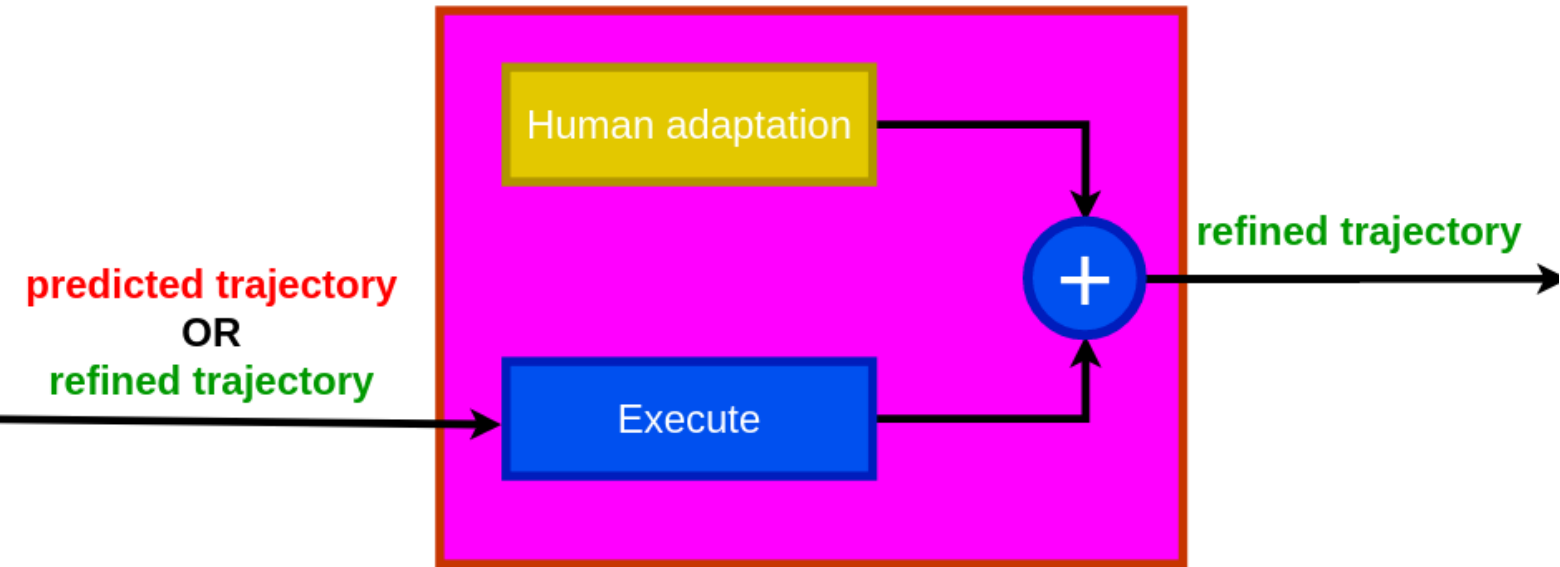 Human adaptation
+
refined trajectory
predicted trajectory
OR
refined trajectory
Execute